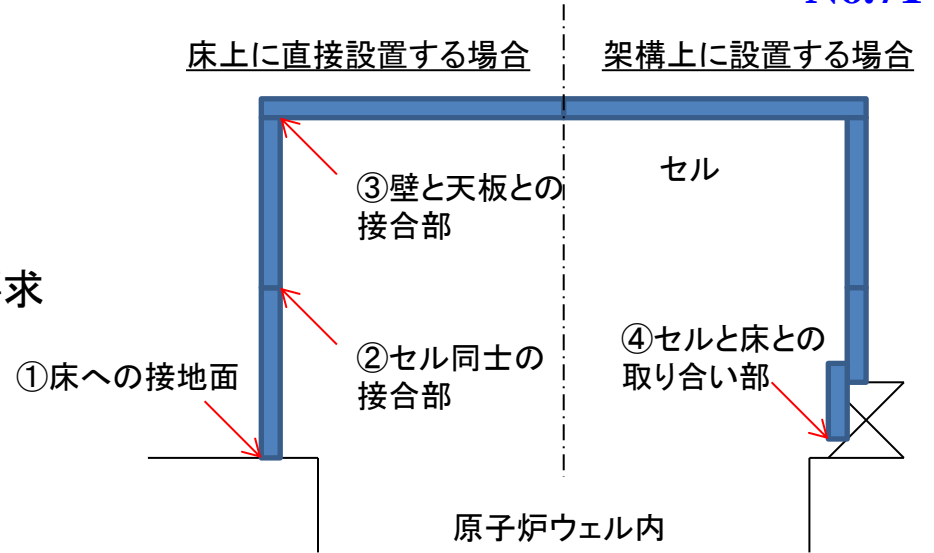 No.71
床上に直接設置する場合
架構上に設置する場合
セル
③壁と天板との
接合部
求
②セル同士の
接合部
④セルと床との
取り合い部
①床への接地面
原子炉ウェル内